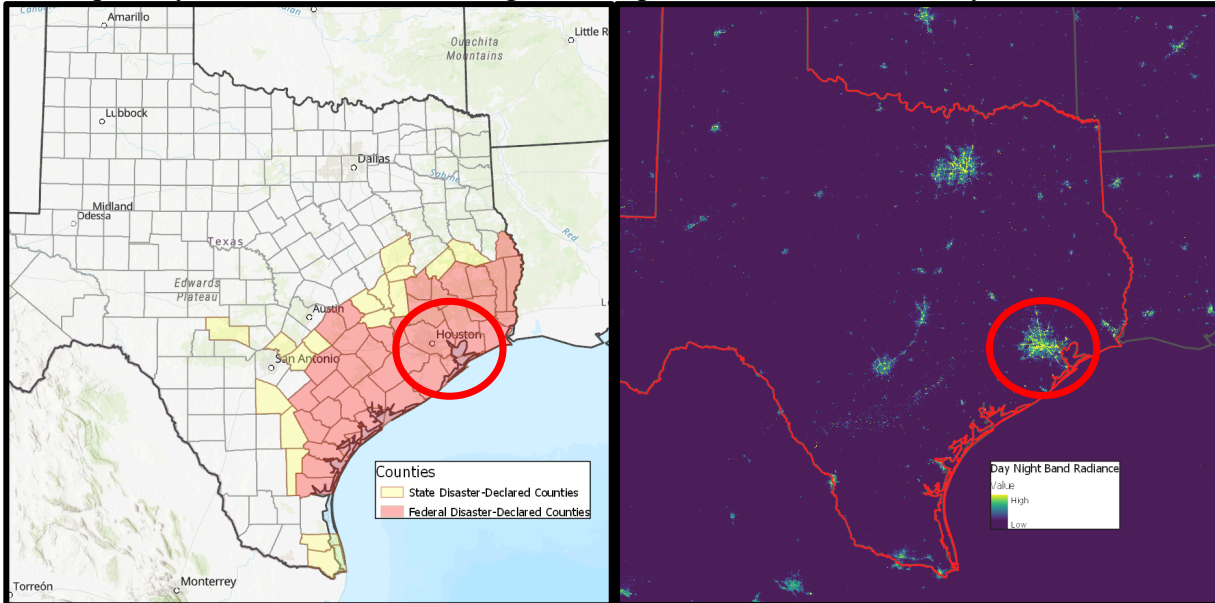 Amarillo
Ouachita
Mountains
Little R
Lubbock
Dallas
Sabine
Midland
Odessa
Texas
Red
Edwards
Plateau
Austin
Houston
San Antonio
Counties
State Disaster-Declared Counties
Federal Disaster-Declared Counties
Monterrey
Torreón
Day Night Band Radiance
Value
High
Low